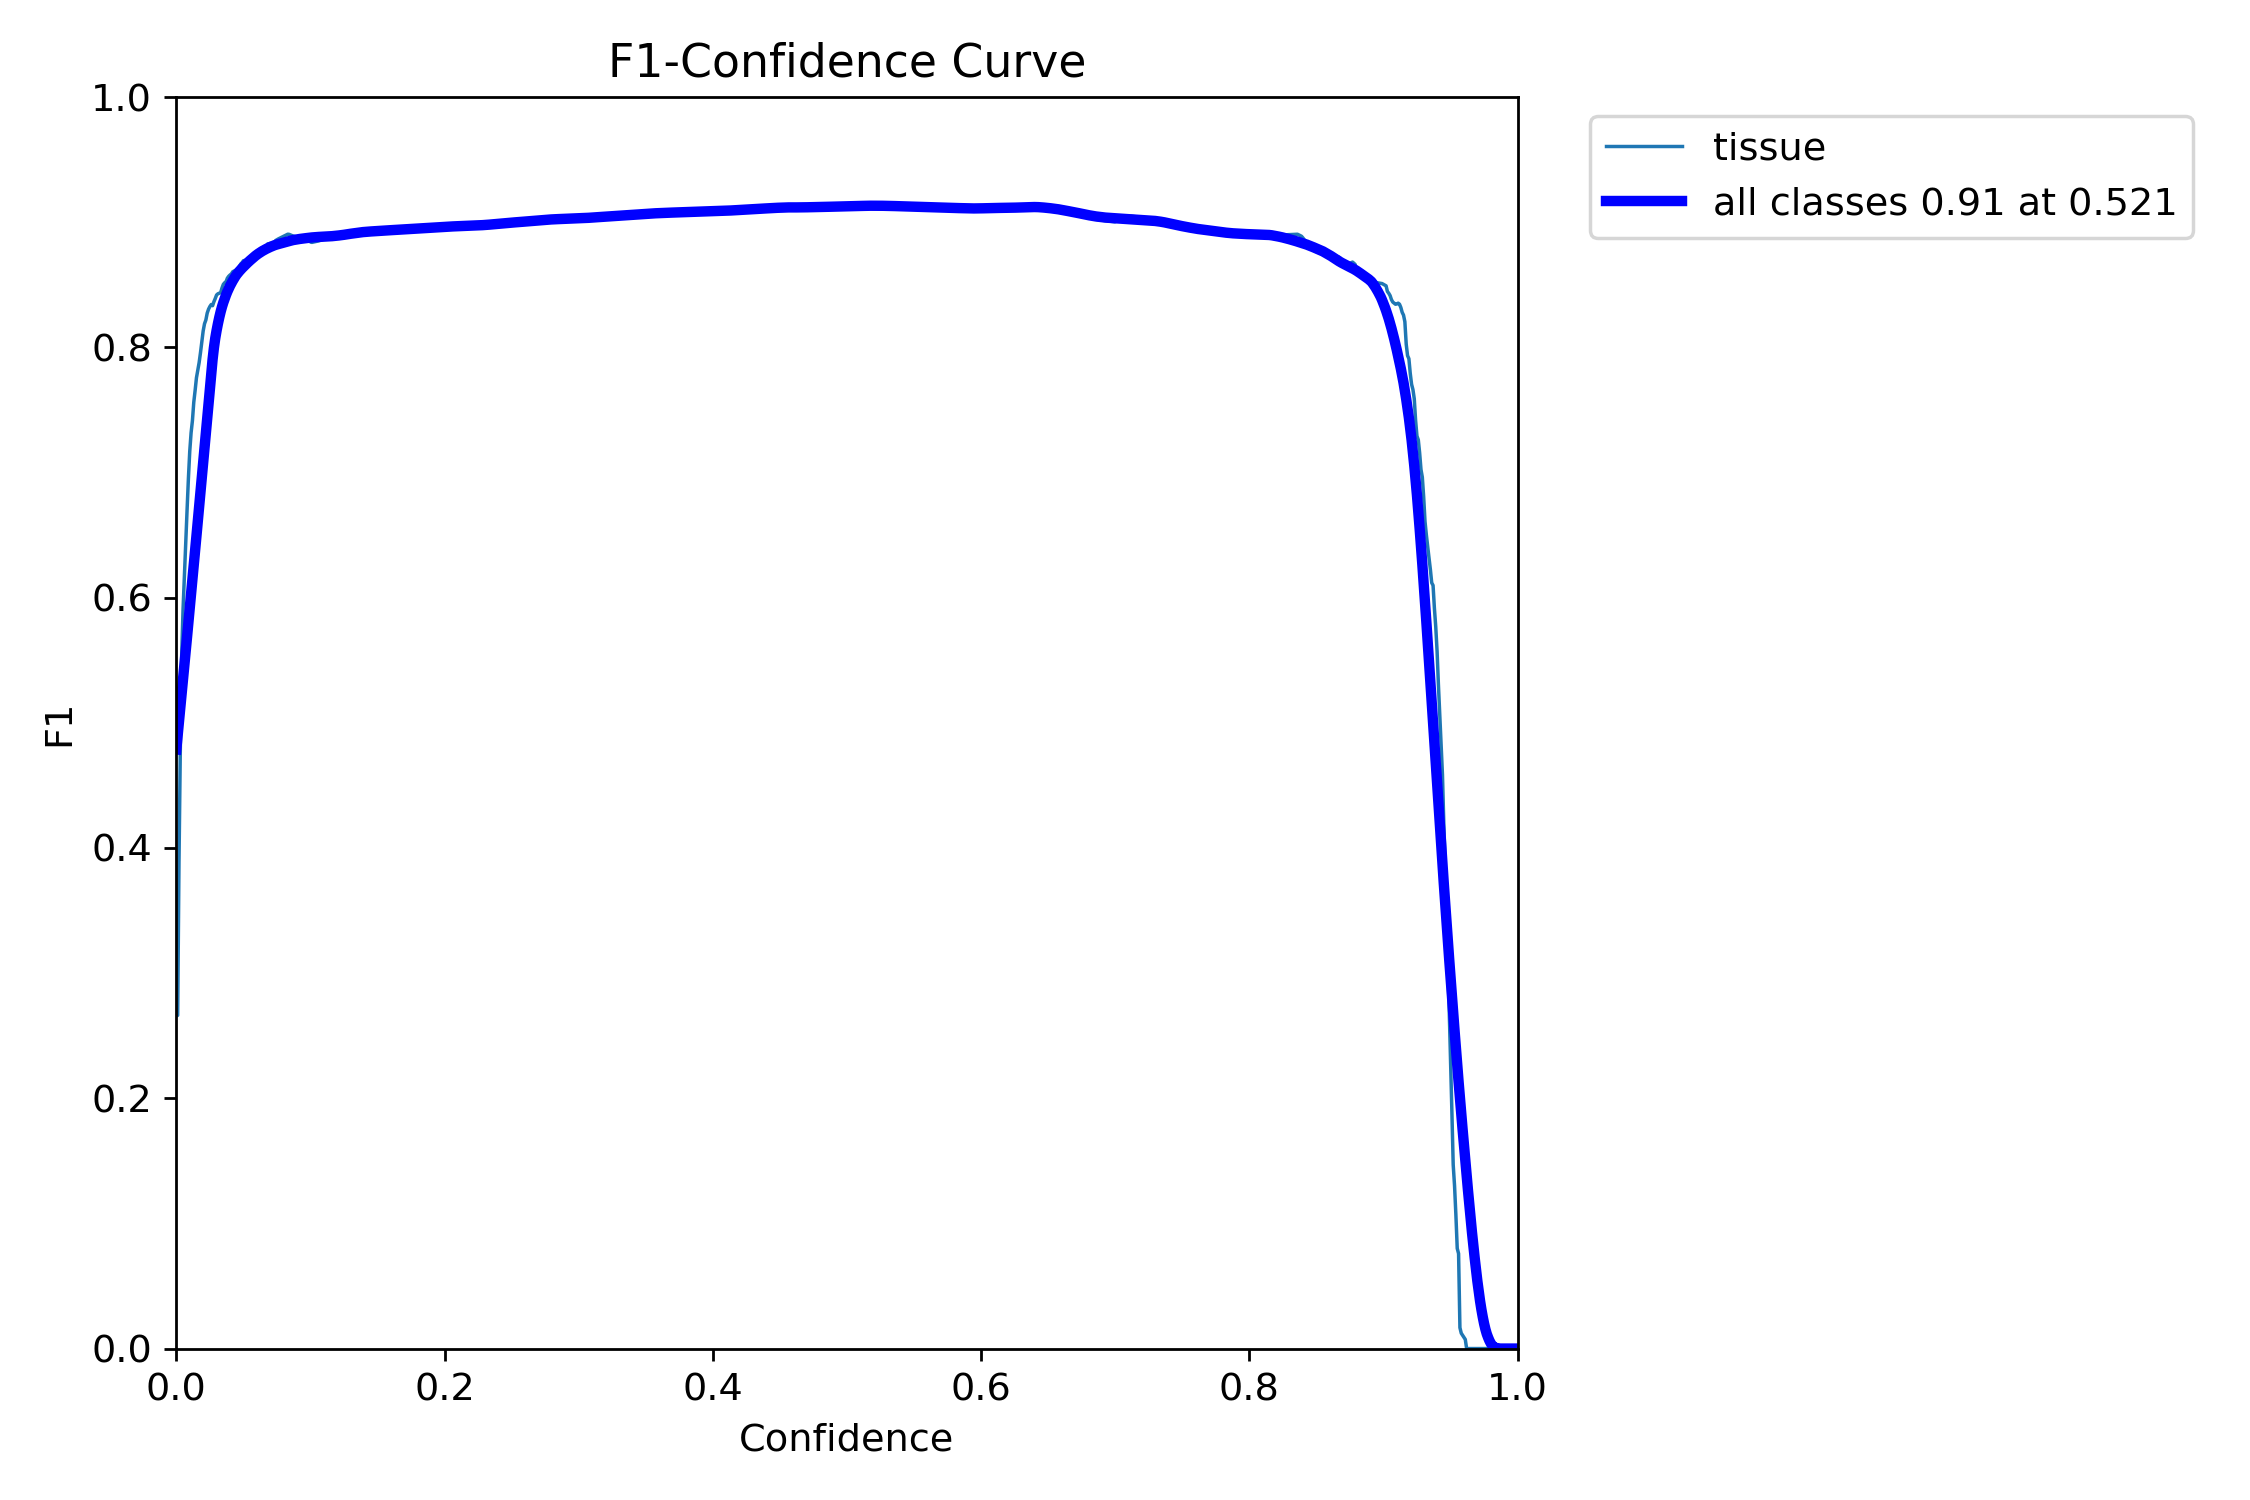 F1-Confidence Curve
1.0
0.8
0.6
0.4
0.2
0.0
F1
0.0 0.2 0.4 0.6 0.8 1.0
Confidence
tissue
all classes 0.91 at 0.521